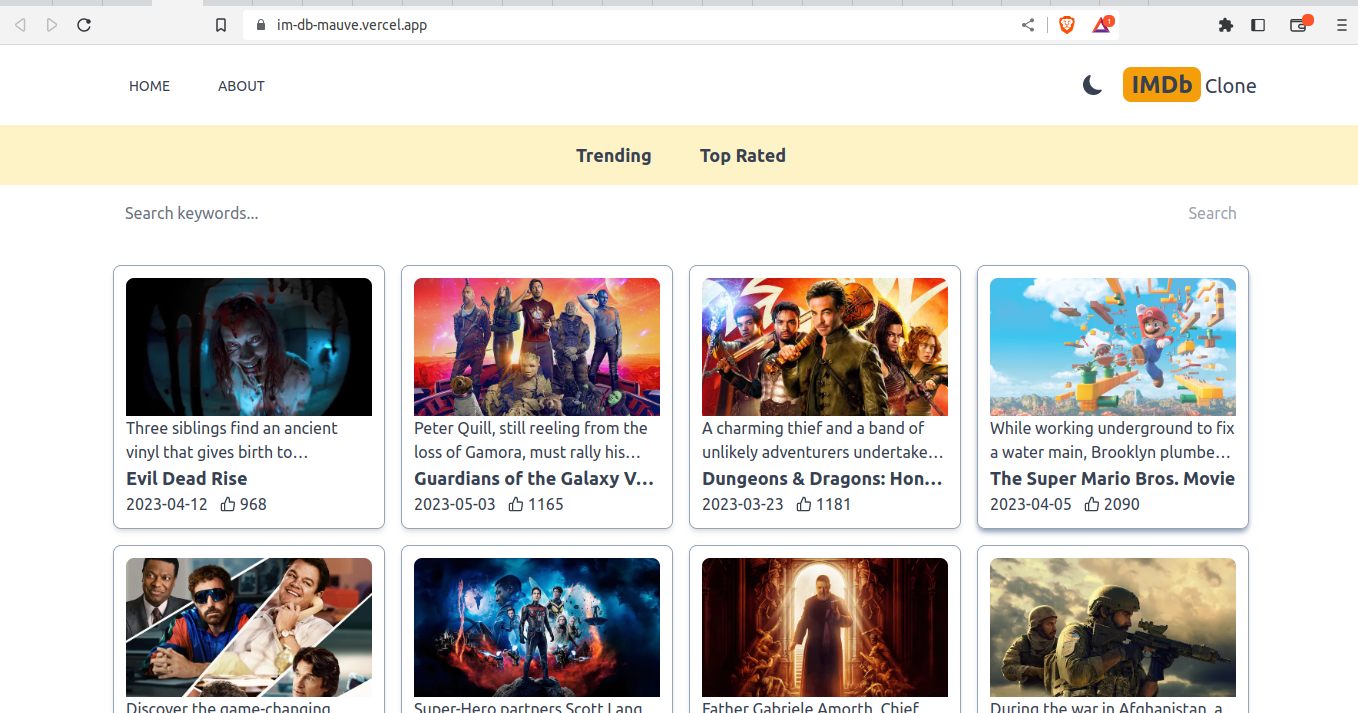 im-db-mauve.vercel.app
1
HOME
ABOUT
IMDb Clone
Trending
Top Rated
Search keywords...
Search
Three siblings find an ancient
vinyl that gives birth to…
Evil Dead Rise
2023-04-12 968
Peter Quill, still reeling from the
loss of Gamora, must rally his…
Guardians of the Galaxy V…
2023-05-03 1165
A charming thief and a band of
unlikely adventurers undertake…
Dungeons & Dragons: Hon…
2023-03-23 1181
While working underground to fix
a water main, Brooklyn plumbe…
The Super Mario Bros. Movie
2023-04-05 2090
Discover the game-changing
Super-Hero partners Scott Lang
Father Gabriele Amorth, Chief
During the war in Afghanistan, a